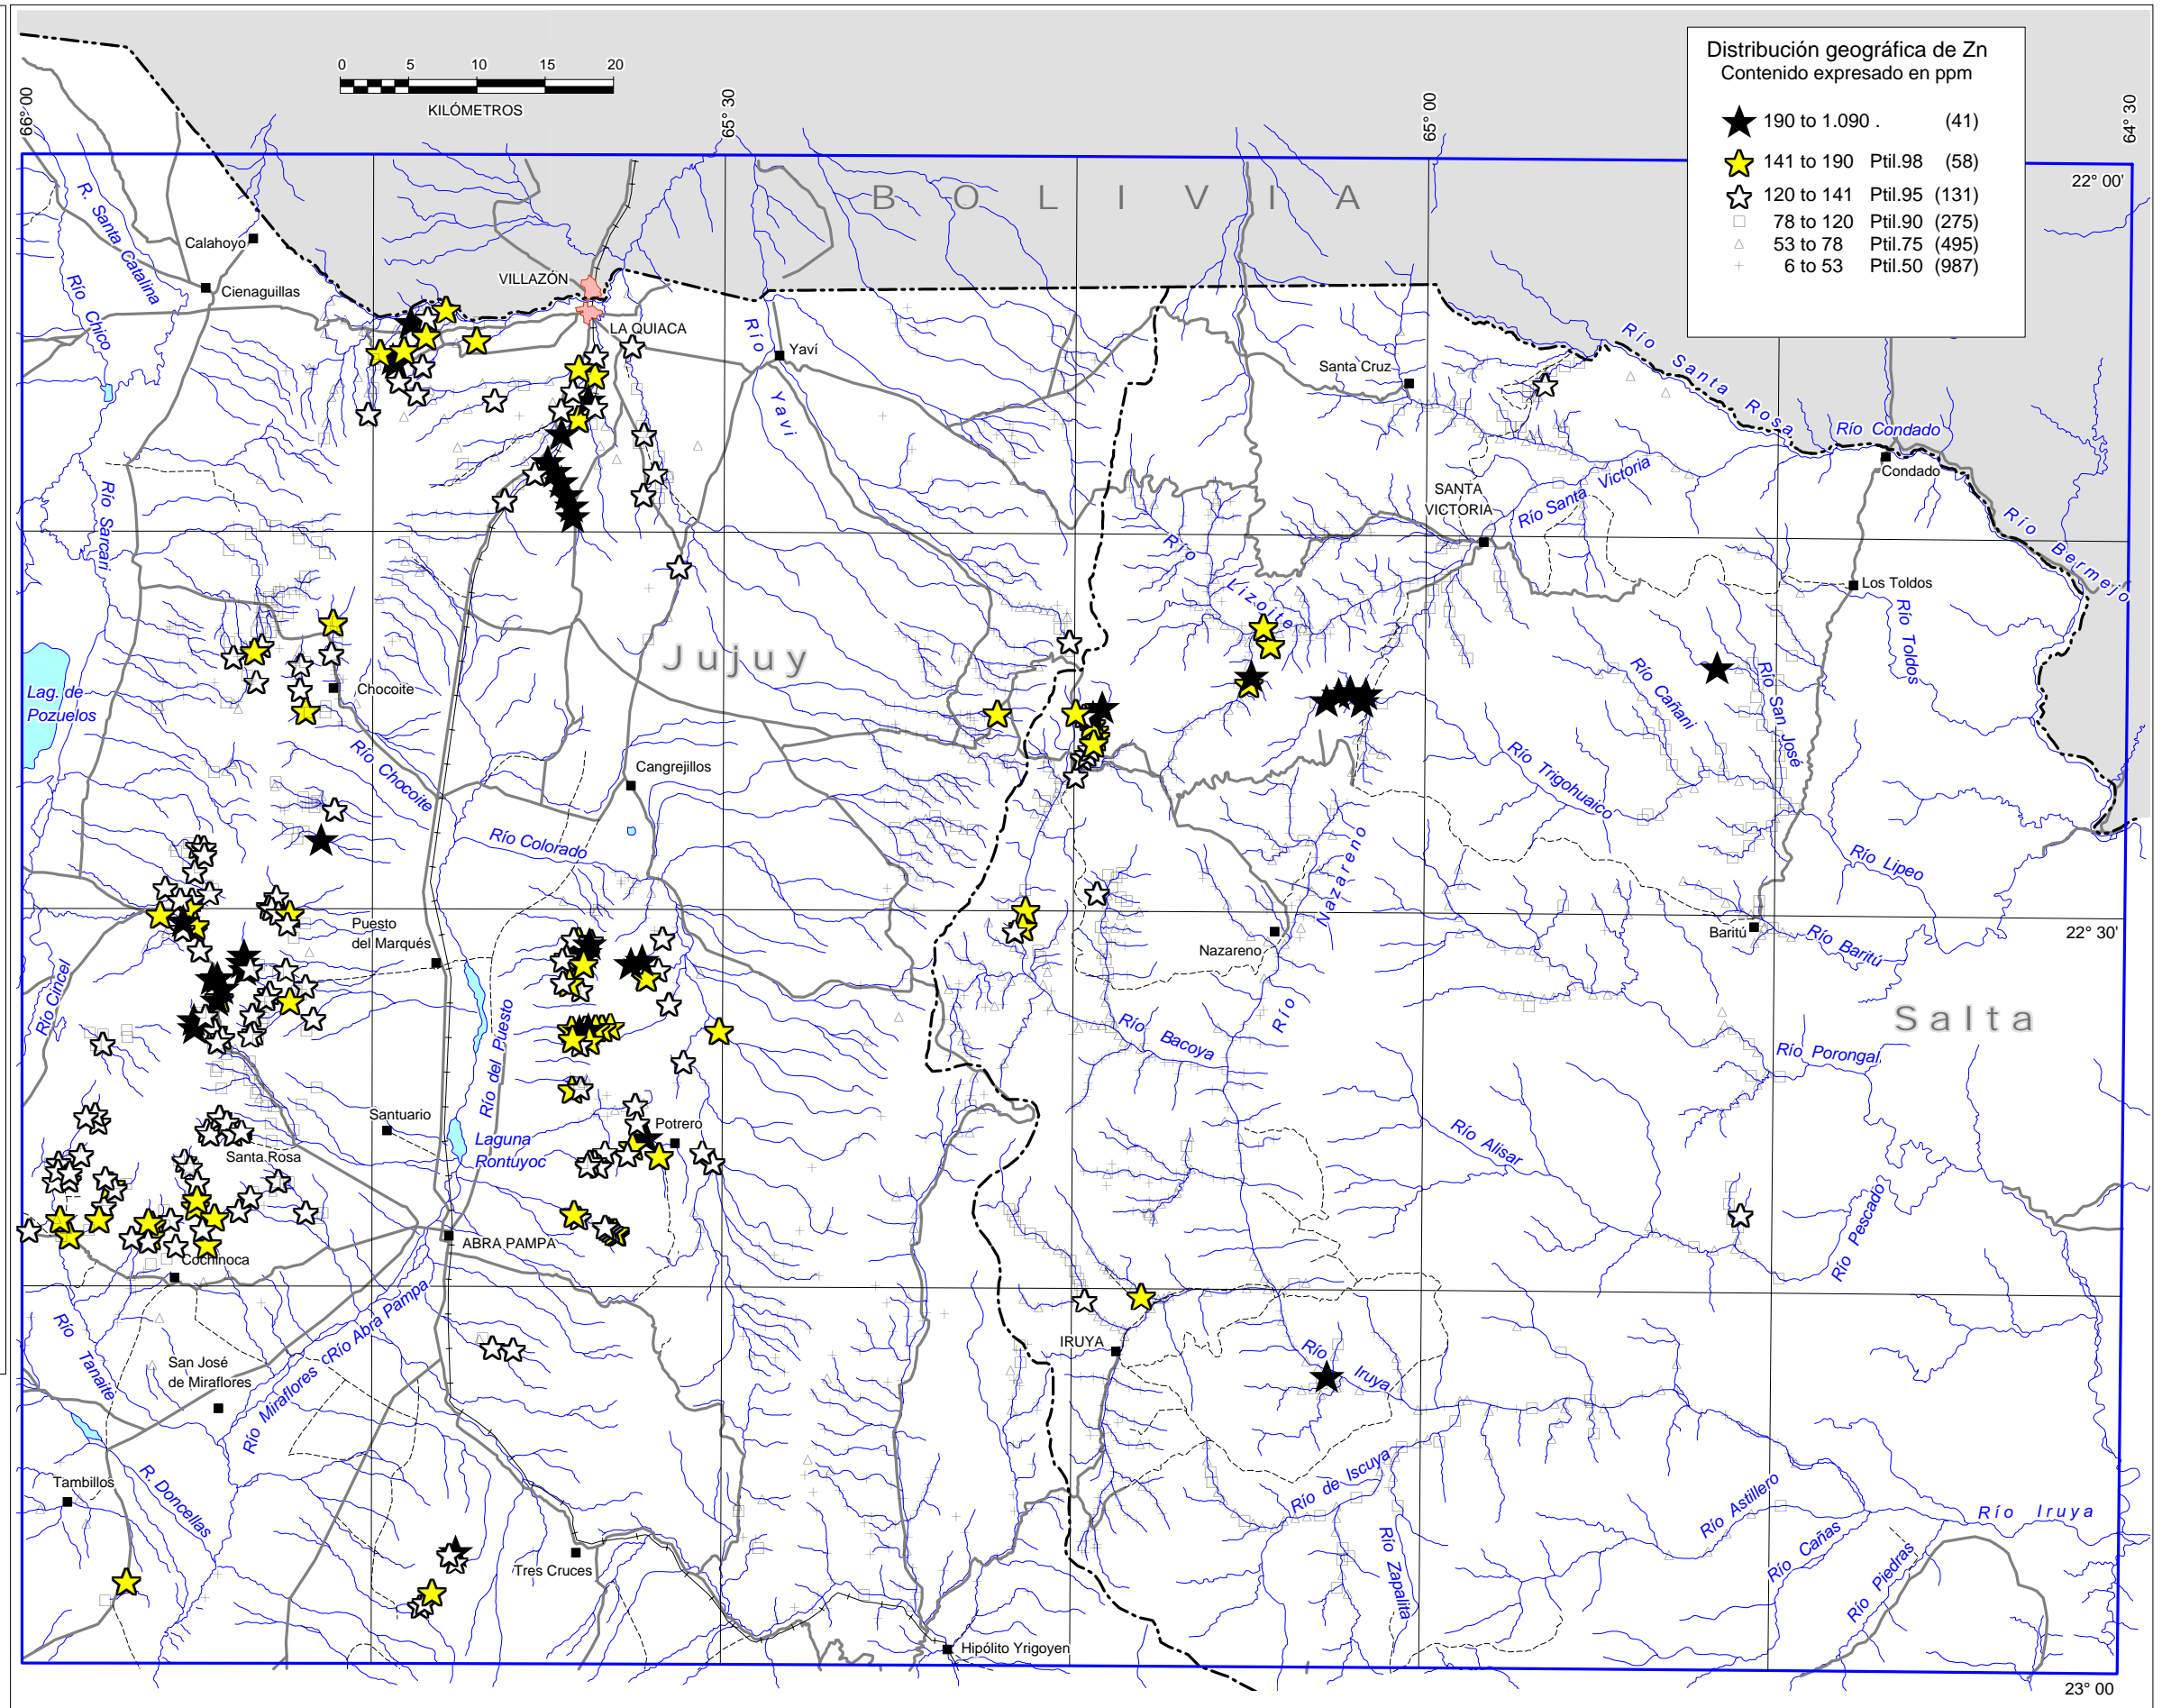 Distribución geográfica de Zn
Contenido expresado en ppm
190 to 1.090 . (41)
141 to 190 Ptil.98 (58)
120 to 141 Ptil.95 (131)
78 to 120 Ptil.90 (275)
53 to 78 Ptil.75 (495)
6 to 53 Ptil.50 (987)
0 5 10 15 20
KILÓMETROS
66° 00
65° 30
65° 00
64° 30
22° 00'
BOLIVIA
R. Santa Catalina
Calahoyo
Cienaguillas
Río Chico
VILLAZÓN
LA QUIACA
Río Yavi
Yaví
Santa Cruz
Río Santa Rosa
Río Condado
Condado
Río Sarcari
SANTA
VICTORIA
Río Santa Victoria
Río Bermejo
Río Lizoite
Los Toldos
Río Toldos
Jujuy
Lag. de
Pozuelos
Chocoite
Río Chocoite
Río Cañani
Río San José
Cangrejillos
Río Trigohuaico
Río Colorado
Río Lipeo
Río Nazareno
Puesto
del Marqués
Nazareno
Baritú
Río Baritú
22° 30'
Río Cincel
Río del Puesto
Río Bacoya
Salta
Río Porongal
Santuario
Laguna
Rontuyoc
Potrero
Santa Rosa
Río Alisar
Río Pescado
ABRA PAMPA
Cochinoca
Río Tanaite
San José
de Miraflores
Río Miraflores o Río Abra Pampa
IRUYA
Río Iruya
Tambillos
R. Doncellas
Río de Iscuya
Río Astillero
Río Iruya
Río Cañas
Río Piedras
Río Zapalita
Tres Cruces
Hipólito Yrigoyen
23° 00